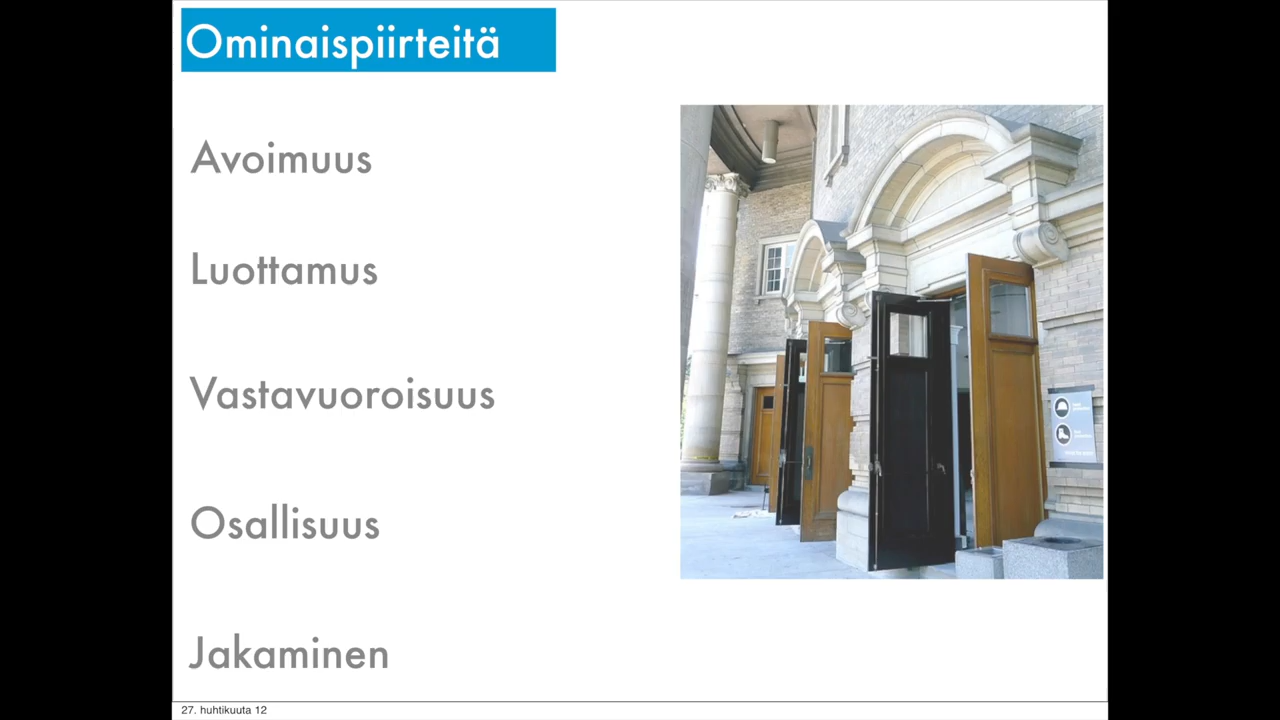 Ominaispiirteitä
Avoimuus
Luottamus
Vastavuoroisuus
Osallisuus
Jakaminen
27. huhtikuuta 12